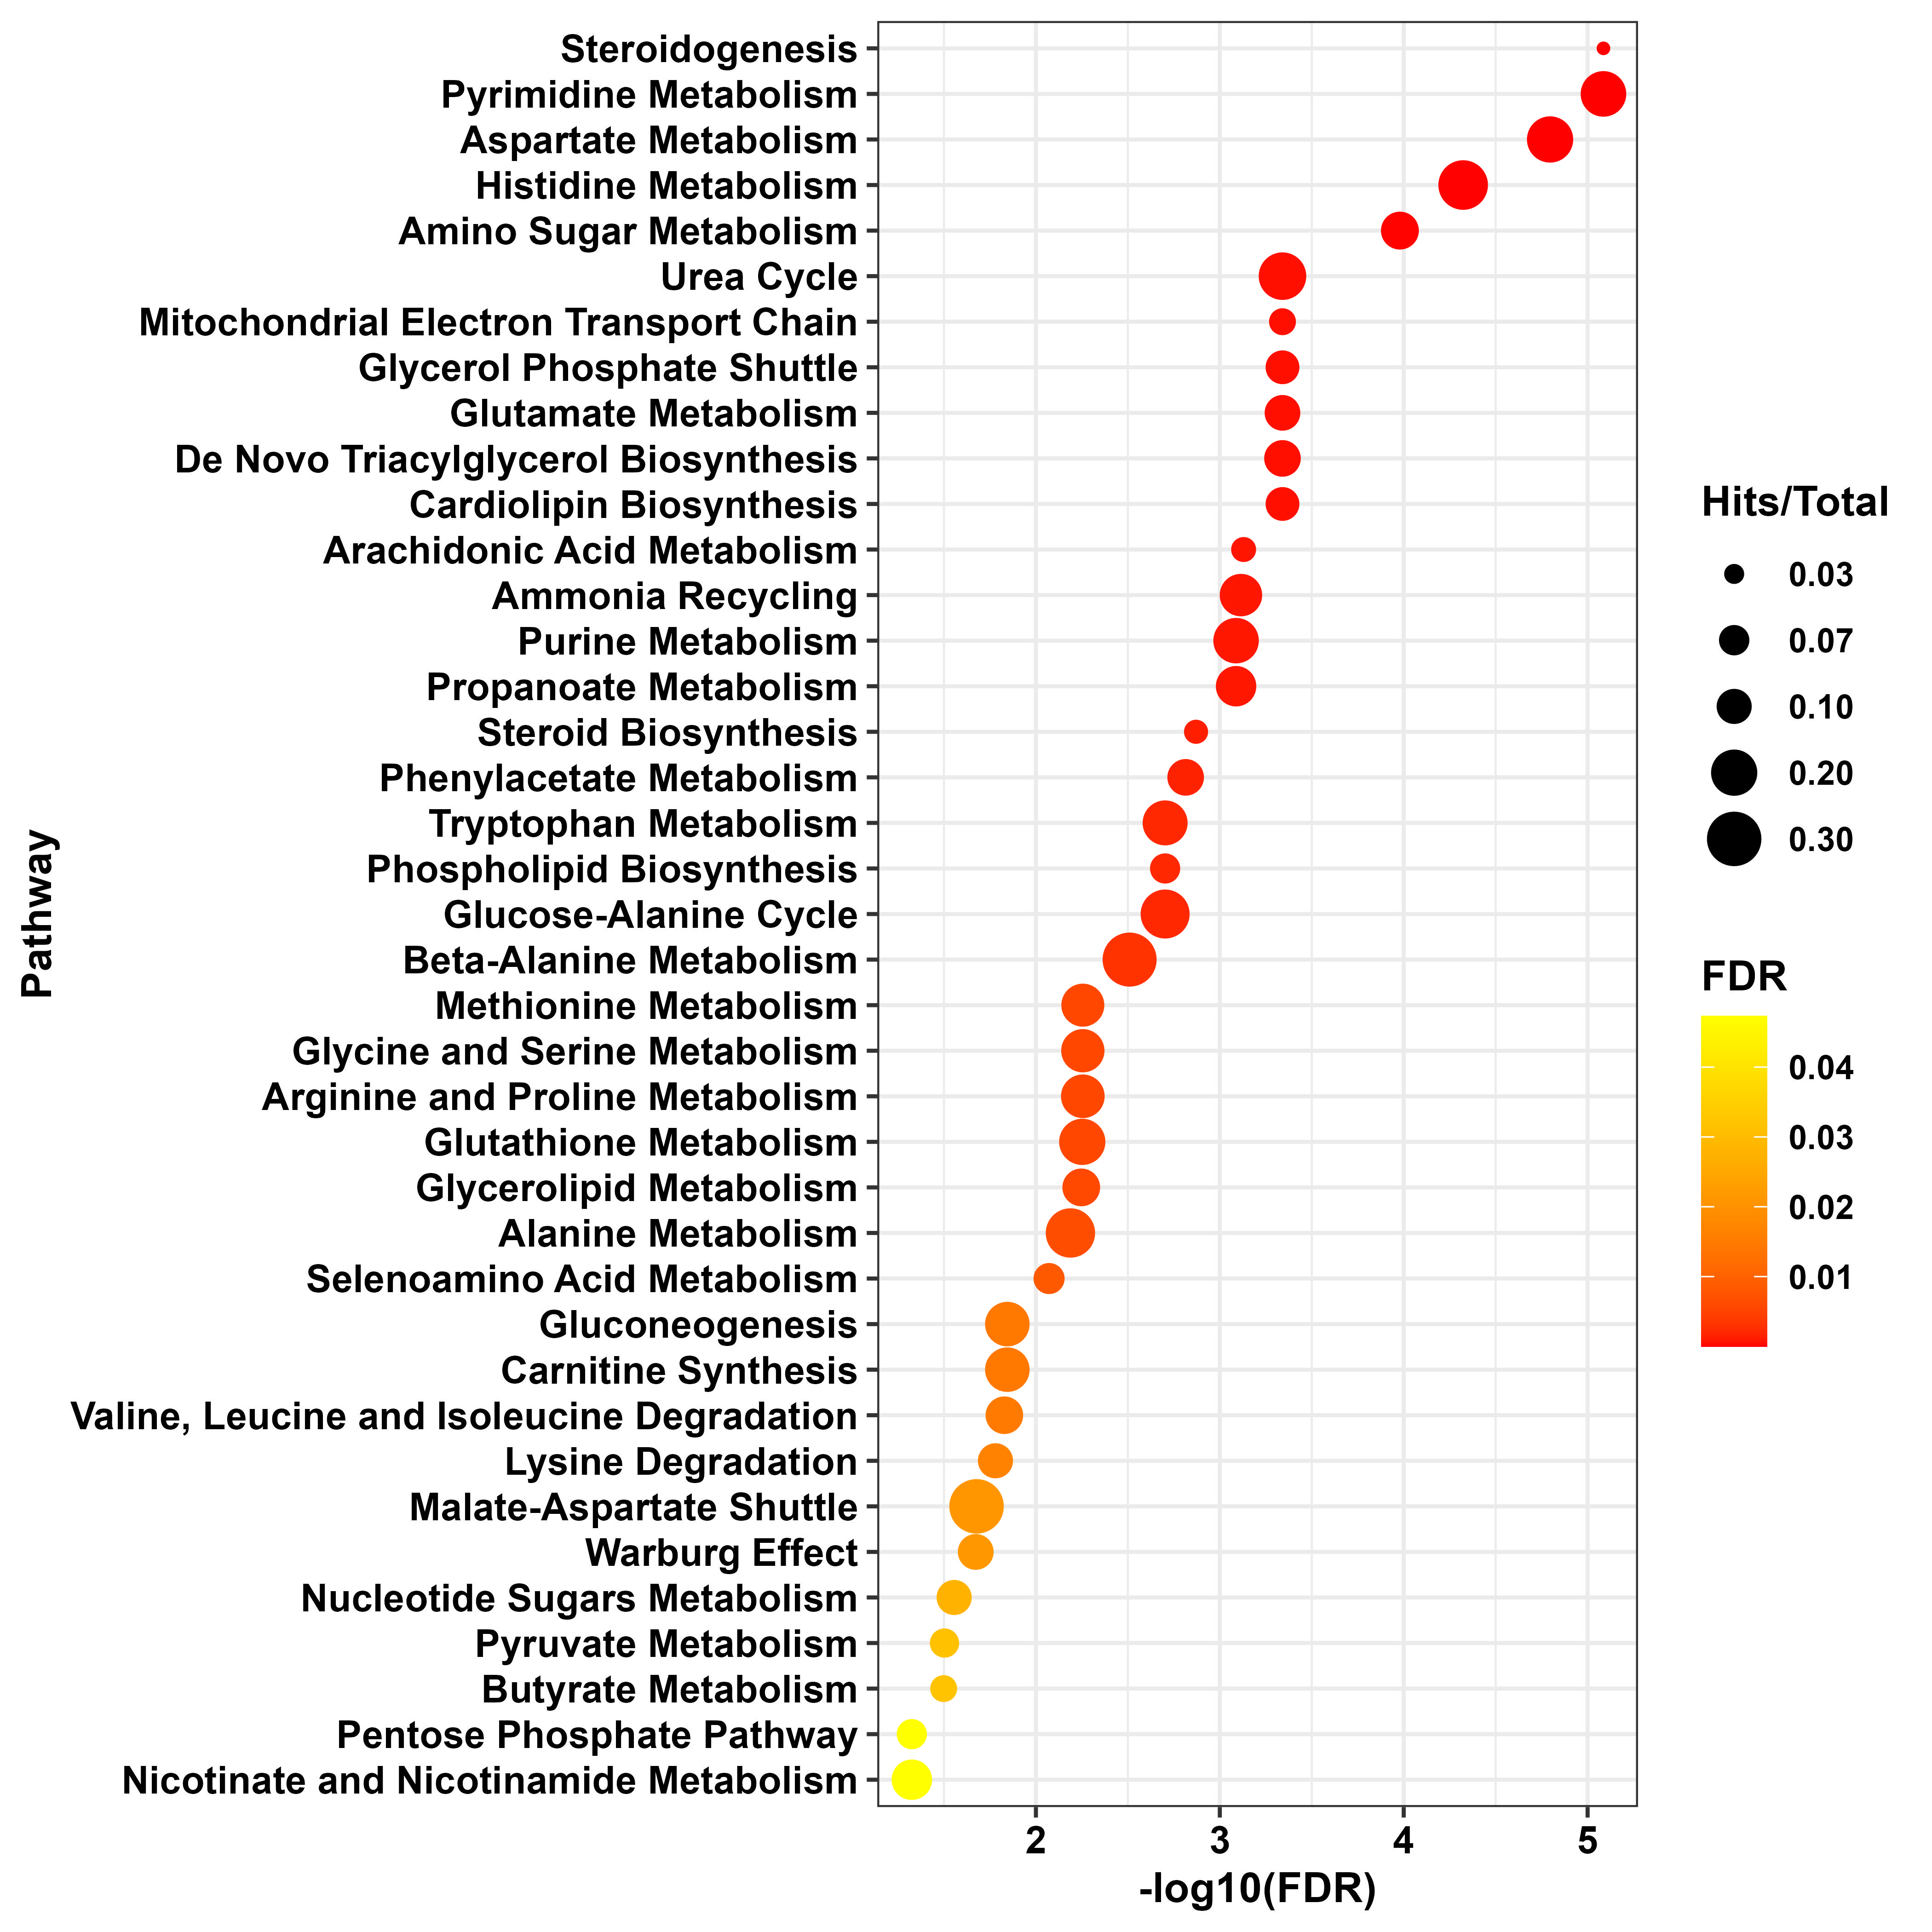 Steroidogenesis
Pyrimidine Metabolism
Aspartate Metabolism
Histidine Metabolism
Amino Sugar Metabolism
Urea Cycle
Mitochondrial Electron Transport Chain
Glycerol Phosphate Shuttle
Glutamate Metabolism
De Novo Triacylglycerol Biosynthesis
Cardiolipin Biosynthesis
Arachidonic Acid Metabolism
Ammonia Recycling
Purine Metabolism
Propanoate Metabolism
Steroid Biosynthesis
Phenylacetate Metabolism
Tryptophan Metabolism
Phospholipid Biosynthesis
Glucose-Alanine Cycle
Beta-Alanine Metabolism
Methionine Metabolism
Glycine and Serine Metabolism
Arginine and Proline Metabolism
Glutathione Metabolism
Glycerolipid Metabolism
Alanine Metabolism
Selenoamino Acid Metabolism
Gluconeogenesis
Carnitine Synthesis
Valine, Leucine and Isoleucine Degradation
Lysine Degradation
Malate-Aspartate Shuttle
Warburg Effect
Nucleotide Sugars Metabolism
Pyruvate Metabolism
Butyrate Metabolism
Pentose Phosphate Pathway
Nicotinate and Nicotinamide Metabolism
Pathway
2 3 4 5
-log10(FDR)
Hits/Total
0.03
0.07
0.10
0.20
0.30
FDR
0.04
0.03
0.02
0.01